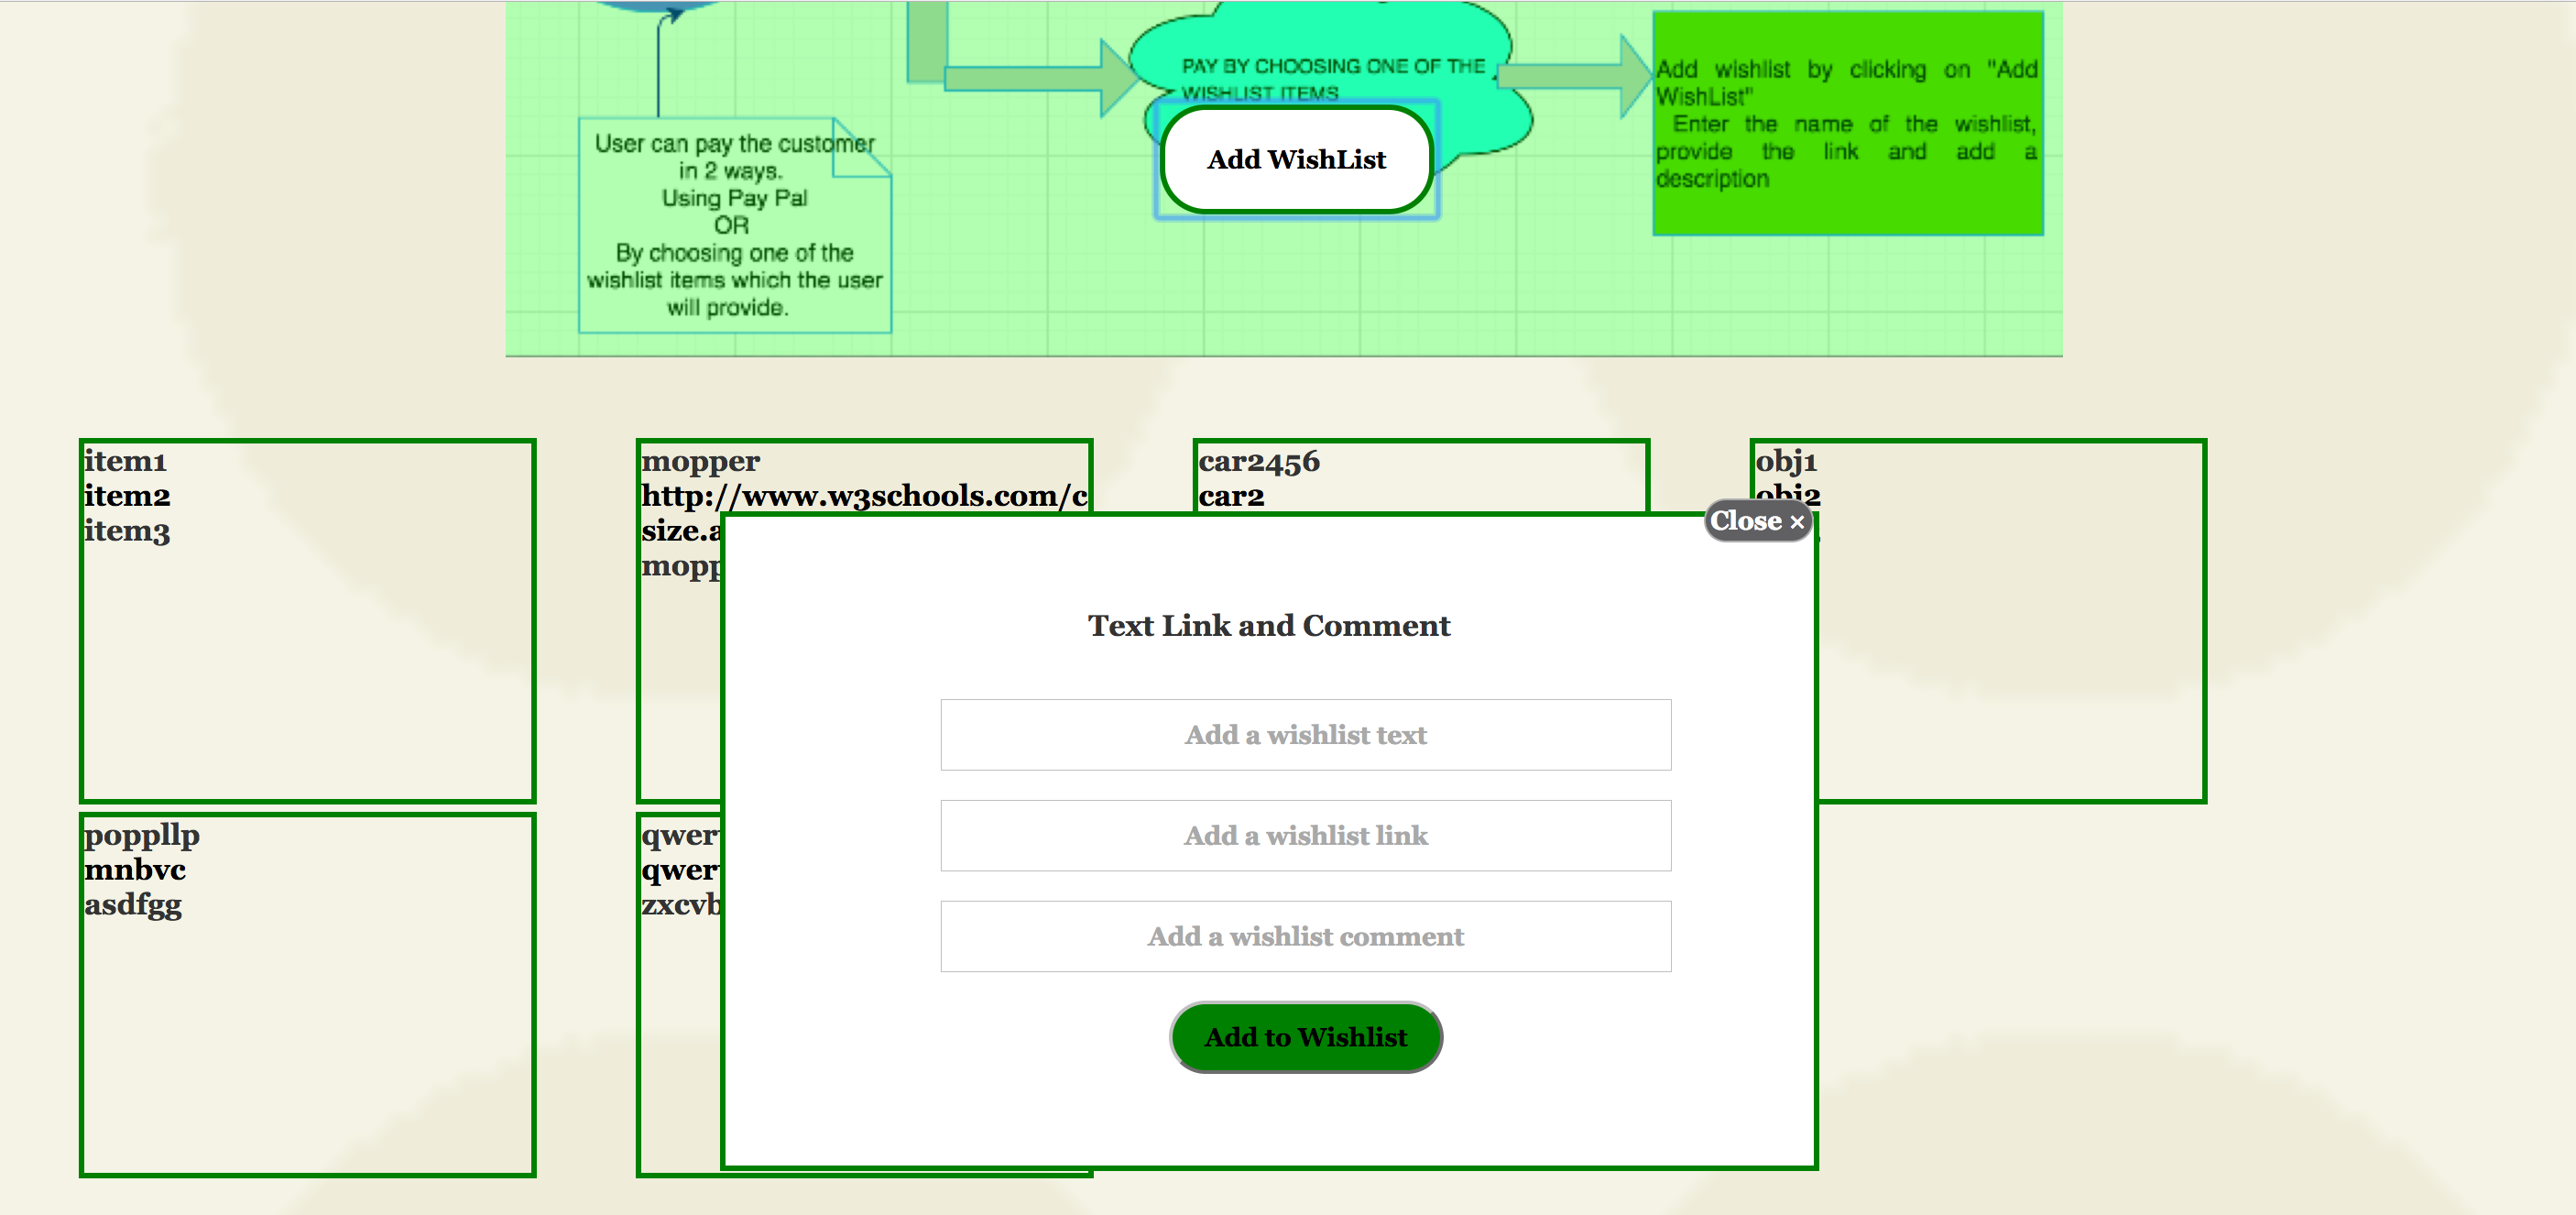 PAY BY CHOOSING ONE OF THE
WISHLIST ITEMS
Add wishlist by clicking on "Add
WishList"
Enter the name of the wishlist,
provide the link and add a
description
User can pay the customer
in 2 ways.
Using Pay Pal
OR
By choosing one of the
wishlist items which the user
will provide.
Add WishList
item1
item2
item3
mopper
http://www.w3schools.com/c
size.a
mopp
car2456
car2
obj1
obj2
Close ×
Text Link and Comment
Add a wishlist text
Add a wishlist link
Add a wishlist comment
Add to Wishlist
poppllp
mnbvc
asdfgg
qwer
qwer
zxcvb